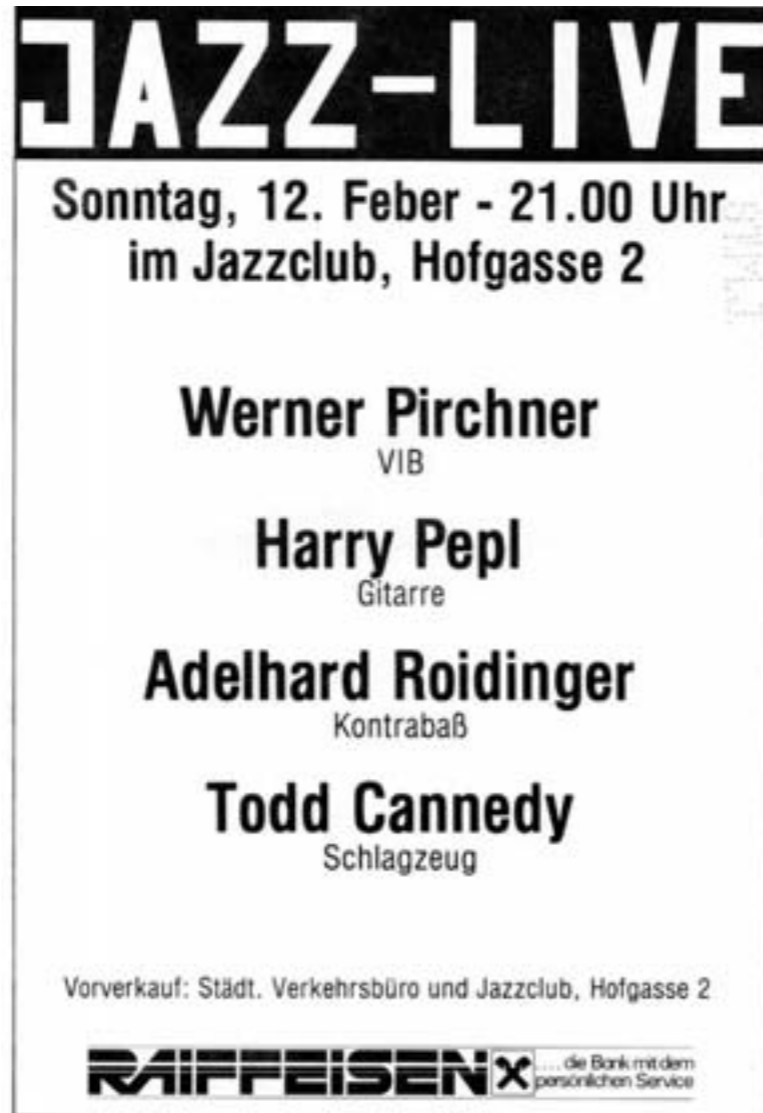 JAZZ-LIVE
Sonntag, 12. Feber - 21.00 Uhr
im Jazzclub, Hofgasse 2
Werner Pirchner
VIB
Harry Pepl
Gitarre
Adelhard Roidinger
Kontrabaß
Todd Cannedy
Schlagzeug
Vorverkauf: Städt. Verkehrsbüro und Jazzclub, Hofgasse 2
RAIFFEISEN .... die Bank mit dem
persönlichen Service